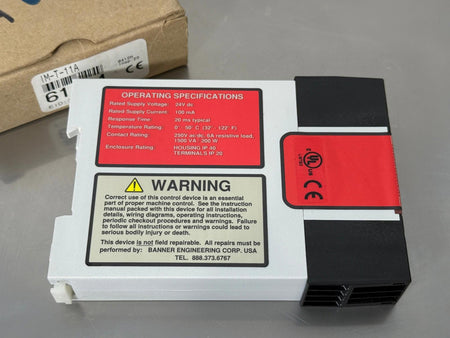 IM-T-11A
OPERATING SPECIFICATIONS
Rated Supply Voltage 24V dc
Rated Supply Current 100 mA
Response Time 20 ms typical
Temperature Rating 0°- 50° C (32°- 122° F)
Contact Rating 250V ac/dc, 6A resistive load,
1500 VA 200 W
Enclosure Rating HOUSING IP 40
TERMINALS IP 20
WARNING
Correct use of this control device is an essential
part of proper machine control. See the instruction
manual packed with this device for all installation
details, wiring diagrams, operating instructions,
periodic checkout procedures and warnings. Failure
to follow all instructions or warnings could lead to
serious bodily injury or death.
This device is not field repairable. All repairs must be
performed by: BANNER ENGINEERING CORP. USA
TEL. 888.373.6767
C UL US
CE
CE